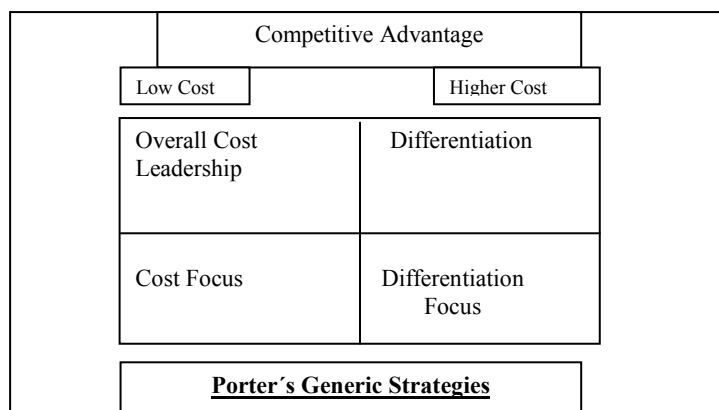 Competitive Advantage
Low Cost
Higher Cost
Overall Cost
Leadership
Differentiation
Cost Focus
Differentiation
Focus
Porter´s Generic Strategies